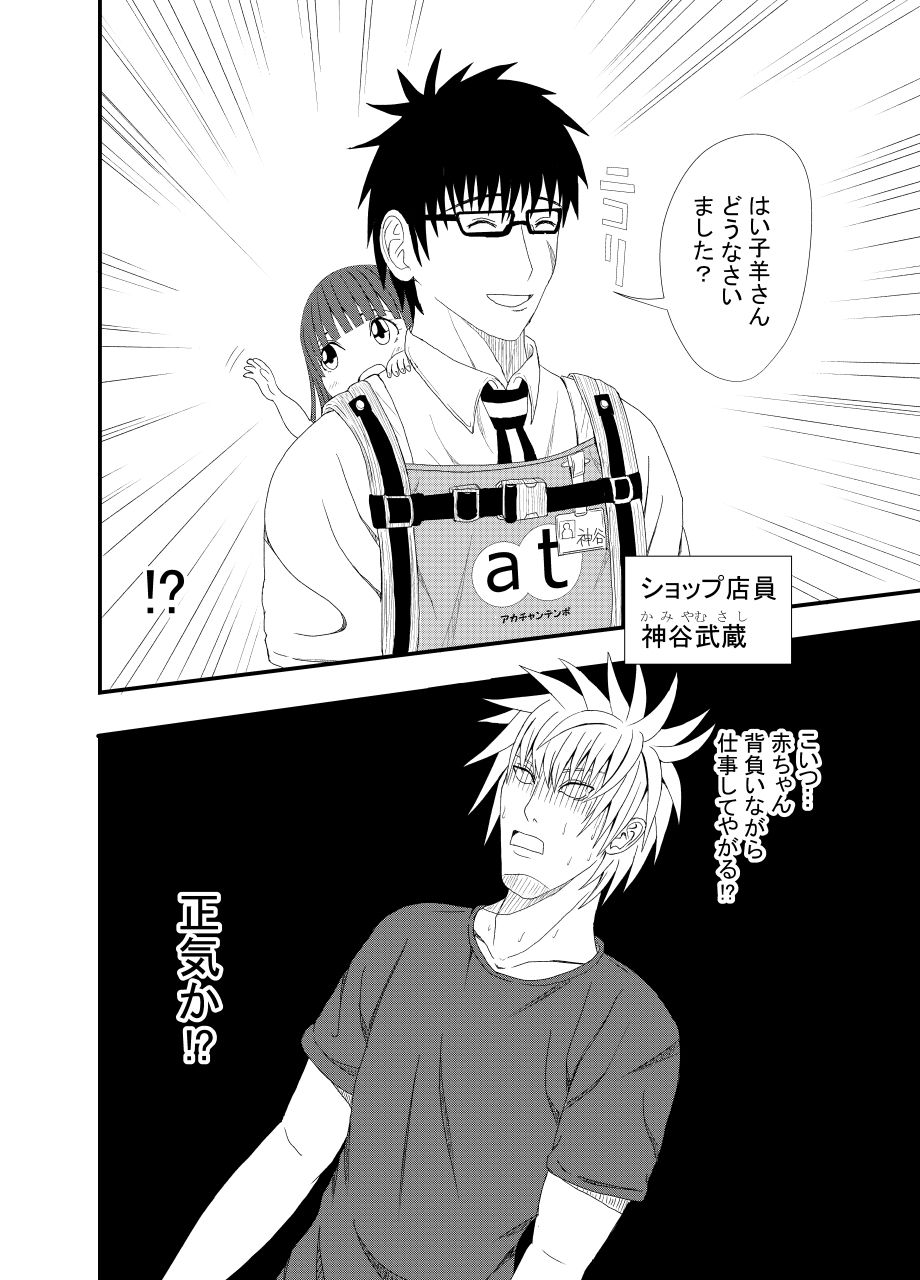 はい子羊さん
どうなさい
ました？
ニコリ
at
神谷
アカチャンテンポ
!?
ショップ店員
かみやむさし
神谷武蔵
こいつ…
赤ちゃん
背負いながら
仕事してやがる!?
正気か!?